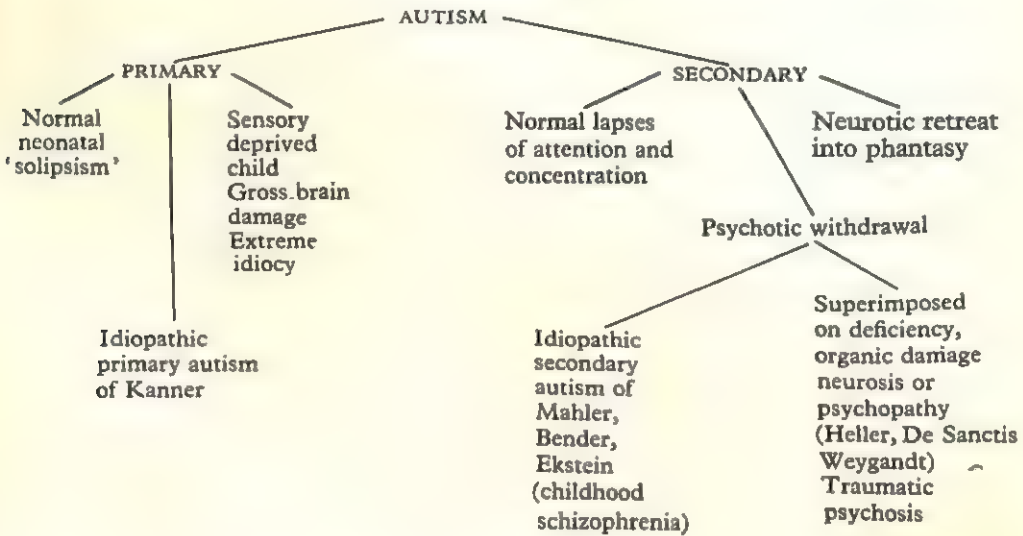 AUTISM
PRIMARY
SECONDARY
Normal
neonatal
‘solipsism’
Sensory
deprived
child
Gross brain
damage
Extreme
idiocy
Idiopathic
primary autism
of Kanner
Normal lapses
of attention and
concentration
Neurotic retreat
into phantasy
Psychotic withdrawal
Idiopathic
secondary
autism of
Mahler,
Bender,
Ekstein
(childhood
schizophrenia)
Superimposed
on deficiency,
organic damage
neurosis or
psychopathy
(Heller, De Sanctis
Weygandt)
Traumatic
psychosis